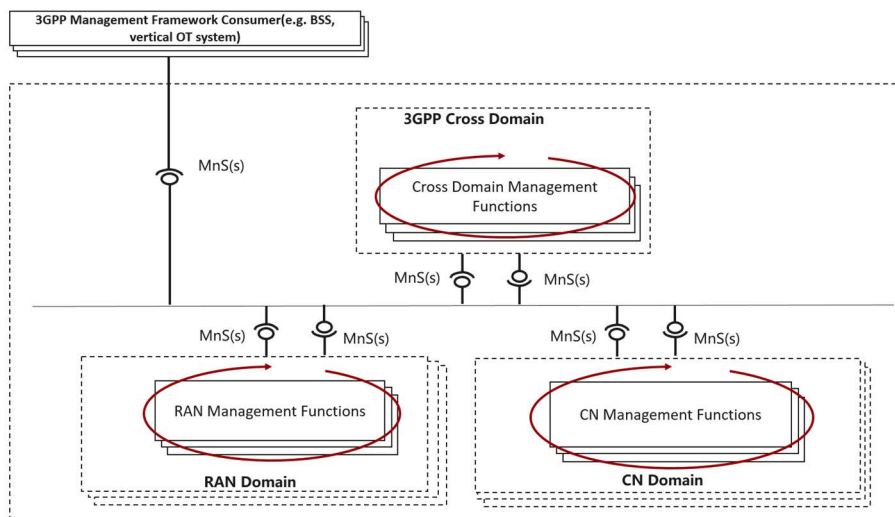 3GPP Management Framework Consumer(e.g. BSS,
vertical OT system)
MnS(s)
3GPP Cross Domain
Cross Domain Management
Functions
MnS(s)
MnS(s)
MnS(s)
MnS(s)
MnS(s)
MnS(s)
RAN Management Functions
CN Management Functions
RAN Domain
CN Domain